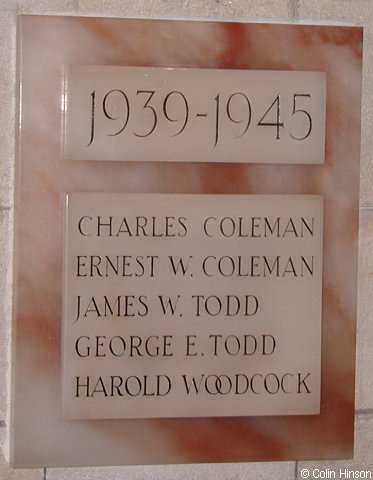 1939-1945
CHARLES COLEMAN
ERNEST W. COLEMAN
JAMES W. TODD
GEORGE E. TODD
HAROLD WOODCOCK
© Colin Hinson